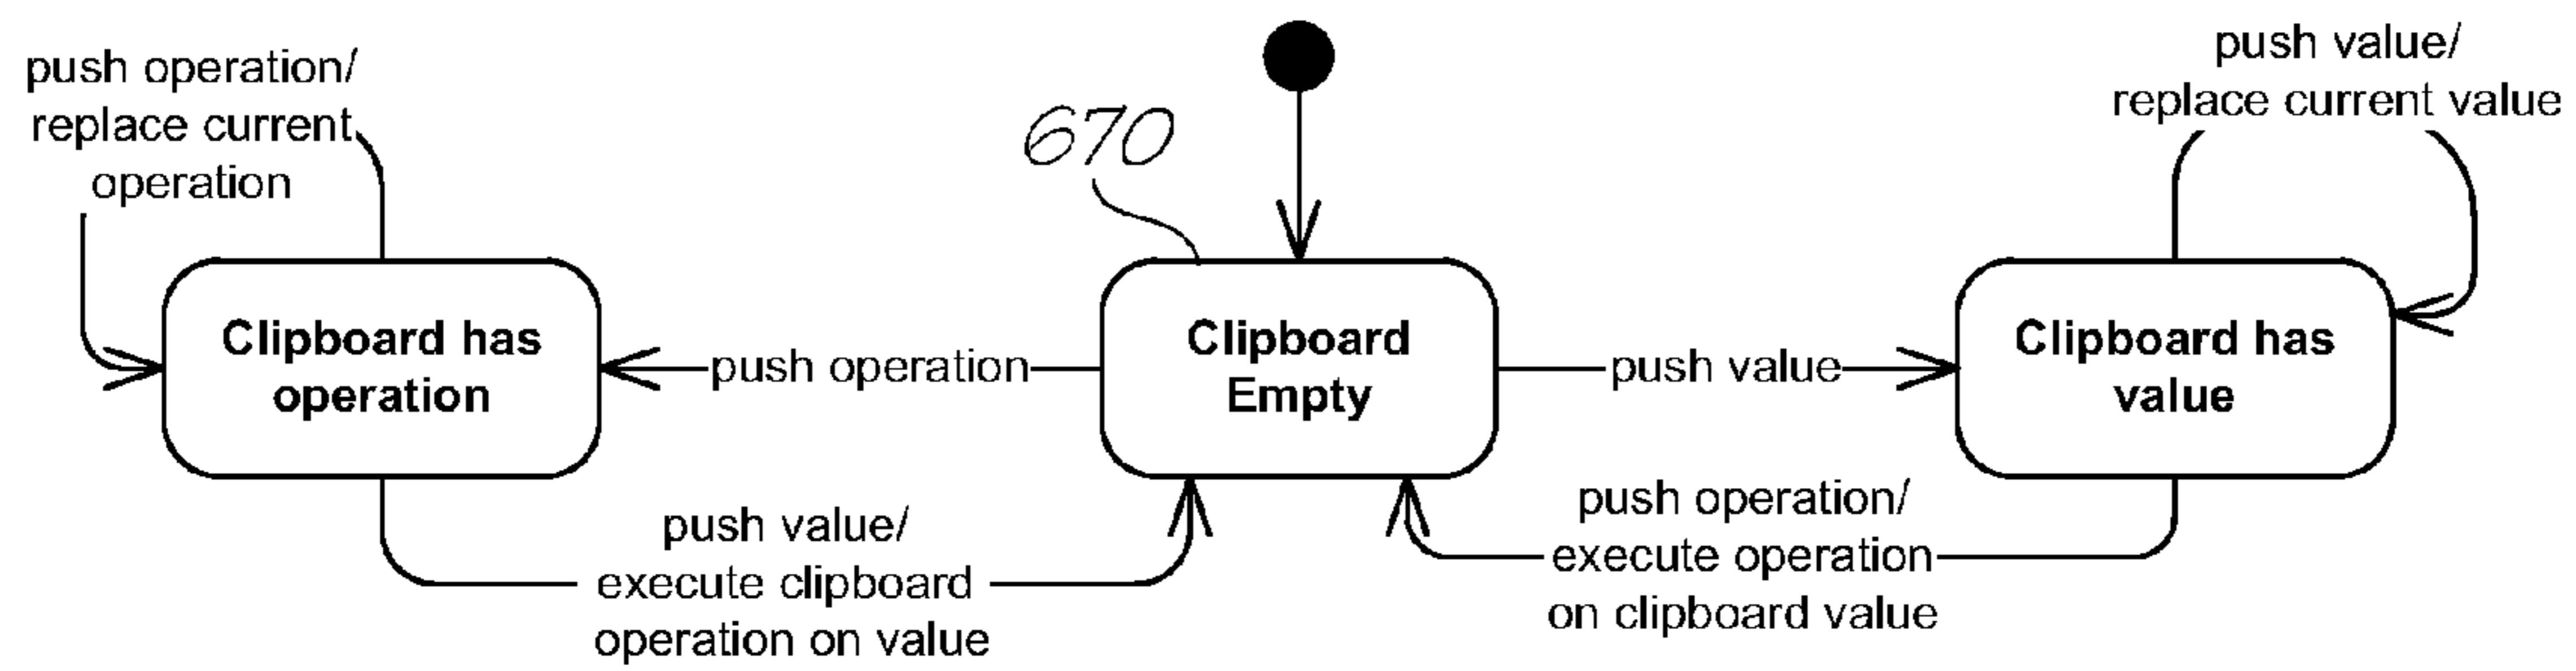 push operation/
replace current
operation
670
push value/
replace current value
Clipboard has
operation
push operation
Clipboard
Empty
push value
Clipboard has
value
push value/
execute clipboard
operation on value
push operation/
execute operation
on clipboard value